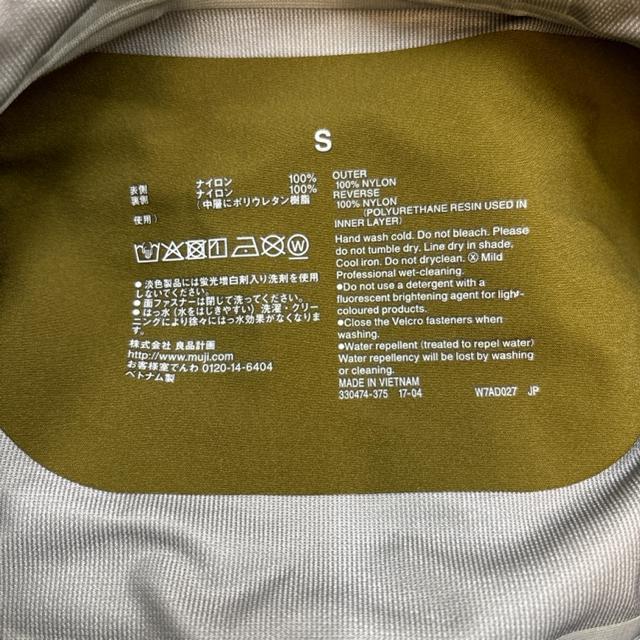 S
表側 ナイロン 100%
裏側 ナイロン 100%
(中層にポリウレタン樹脂
使用)
●淡色製品には蛍光増白剤入り洗剤を使用
しないでください。
●面ファスナーは閉じて洗ってください。
●はっ水(水をはじきやすい)洗濯・クリー
ニングにより徐々にはっ水効果がなくなりま
す。
株式会社 良品計画
http://www.muji.com
お客様室でんわ 0120-14-6404
ベトナム製
OUTER
100% NYLON
REVERSE
100% NYLON
(POLYURETHANE RESIN USED IN
INNER LAYER)
Hand wash cold. Do not bleach. Please
do not tumble dry. Line dry in shade,
Cool iron. Do not dryclean. Ⓦ Mild
Professional wet-cleaning.
●Do not use a detergent with a
fluorescent brightening agent for light-
coloured products.
●Close the Velcro fasteners when
washing.
●Water repellent (treated to repel water)
Water repellency will be lost by washing
or cleaning.
MADE IN VIETNAM
330474-375 17-04 W7AD027 JP